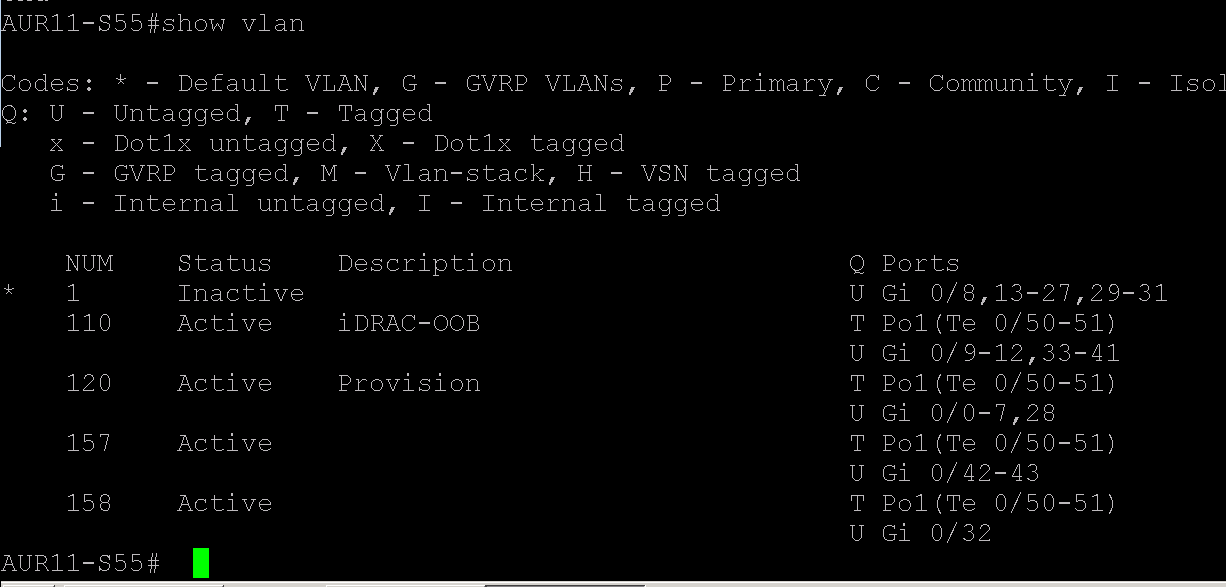 AUR11-S55#show vlan
Codes: * - Default VLAN, G - GVRP VLANs, P - Primary, C - Community, I - Isol
Q: U - Untagged, T - Tagged
x - Dot1x untagged, X - Dot1x tagged
G - GVRP tagged, M - Vlan-stack, H - VSN tagged
i - Internal untagged, I - Internal tagged
NUM Status Description Q Ports
* 1 Inactive U Gi 0/8,13-27,29-31
110 Active iDRAC-OOB T Po1(Te 0/50-51)
U Gi 0/9-12,33-41
120 Active Provision T Po1(Te 0/50-51)
U Gi 0/0-7,28
157 Active T Po1(Te 0/50-51)
U Gi 0/42-43
158 Active T Po1(Te 0/50-51)
U Gi 0/32
AUR11-S55#